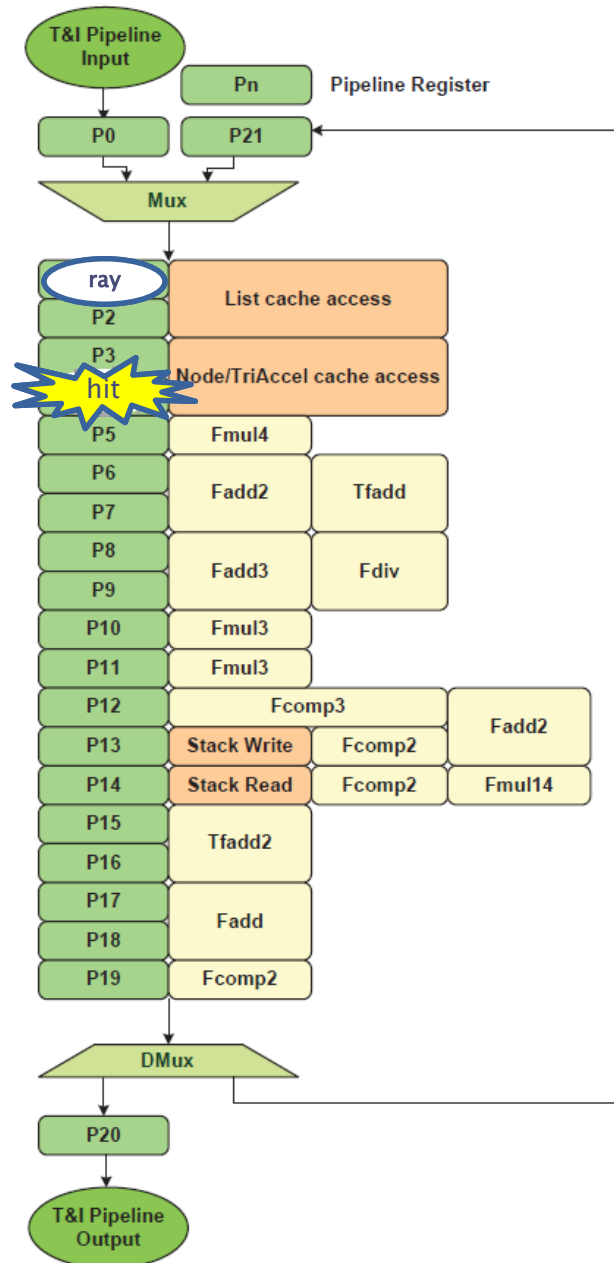 T&I Pipeline
Input
Pn
Pipeline Register
P0
P21
Mux
ray
List cache access
P2
P3
Node/TriAccel cache access
hit
P5
Fmul4
P6
Fadd2
Tfadd
P7
P8
Fadd3
Fdiv
P9
P10
Fmul3
P11
Fmul3
P12
Fcomp3
Fadd2
P13
Stack Write
Fcomp2
P14
Stack Read
Fcomp2
Fmul14
P15
Tfadd2
P16
P17
Fadd
P18
P19
Fcomp2
DMux
P20
T&I Pipeline
Output